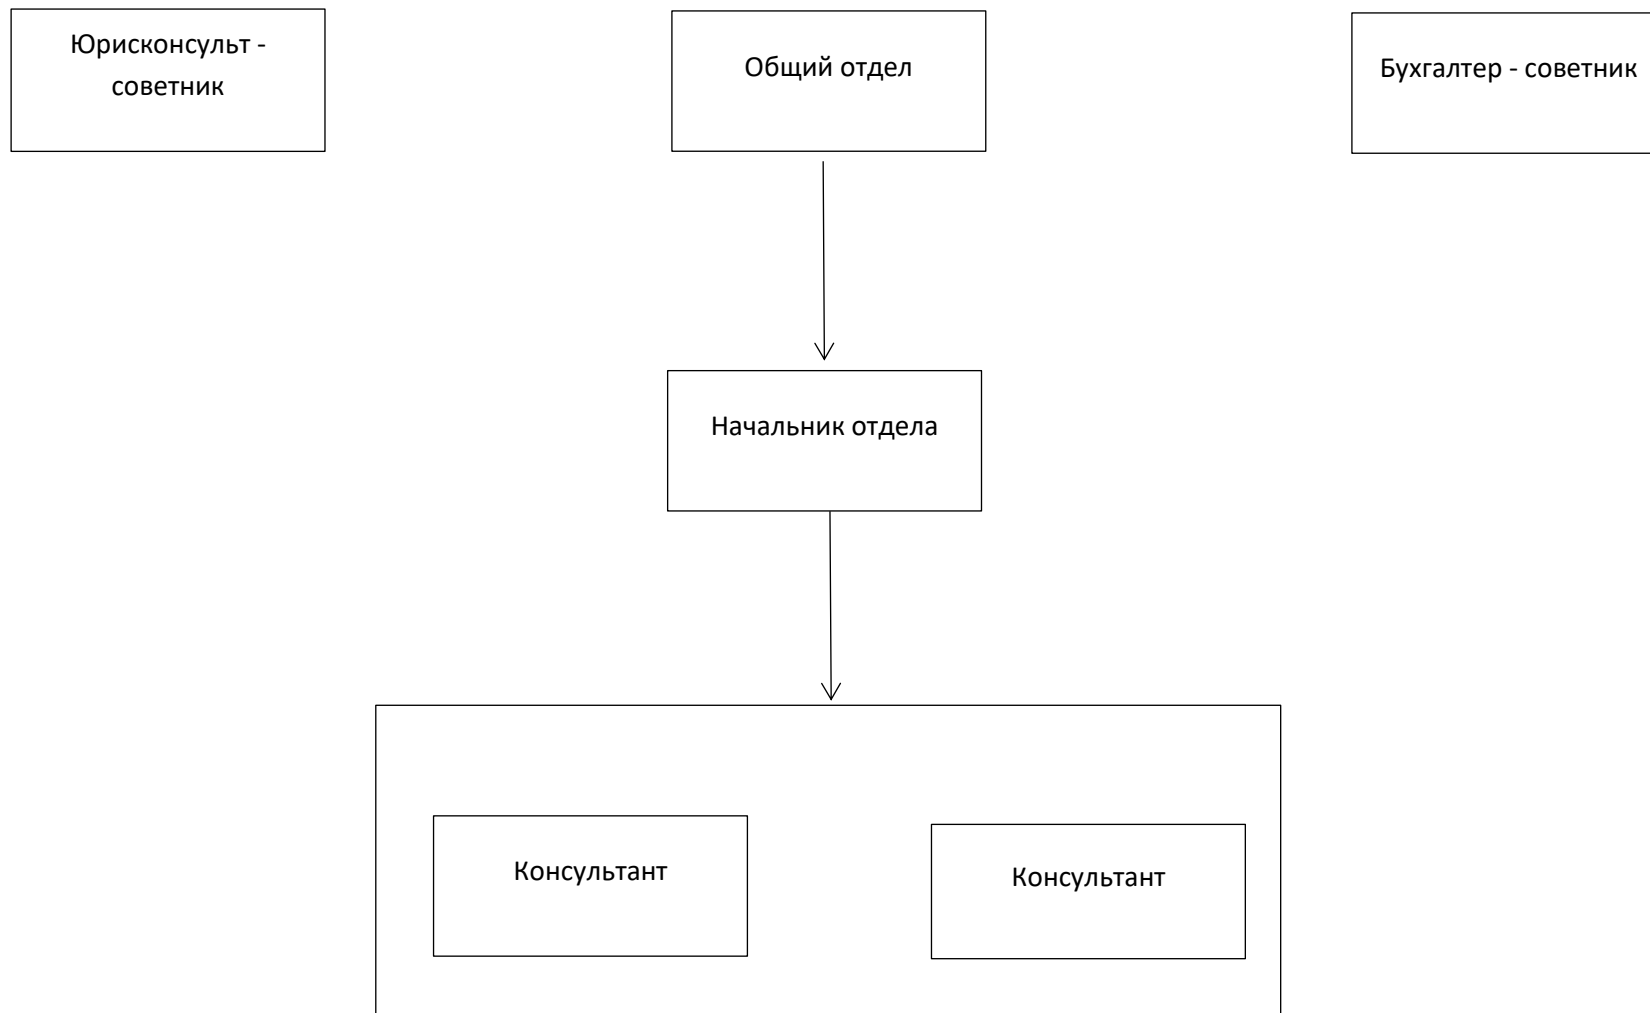 Юрисконсульт -
советник
Общий отдел
Бухгалтер - советник
Начальник отдела
Консультант
Консультант